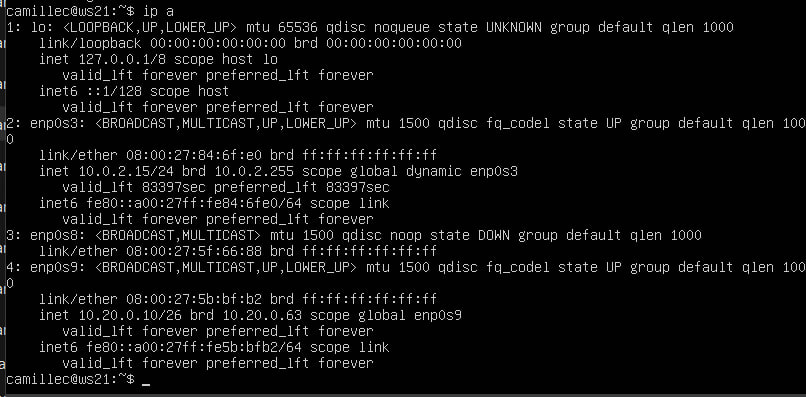 camillec@ws21:~$ ip a
1: lo: <LOOPBACK,UP,LOWER_UP> mtu 65536 qdisc noqueue state UNKNOWN group default qlen 1000
    link/loopback 00:00:00:00:00:00 brd 00:00:00:00:00:00
    inet 127.0.0.1/8 scope host lo
       valid_lft forever preferred_lft forever
    inet6 ::1/128 scope host
       valid_lft forever preferred_lft forever
2: enp0s3: <BROADCAST,MULTICAST,UP,LOWER_UP> mtu 1500 qdisc fq_codel state UP group default qlen 100
0
    link/ether 08:00:27:84:6f:e0 brd ff:ff:ff:ff:ff:ff
    inet 10.0.2.15/24 brd 10.0.2.255 scope global dynamic enp0s3
       valid_lft 83397sec preferred_lft 83397sec
    inet6 fe80::a00:27ff:fe84:6fe0/64 scope link
       valid_lft forever preferred_lft forever
3: enp0s8: <BROADCAST,MULTICAST> mtu 1500 qdisc noop state DOWN group default qlen 1000
    link/ether 08:00:27:5f:66:88 brd ff:ff:ff:ff:ff:ff
4: enp0s9: <BROADCAST,MULTICAST,UP,LOWER_UP> mtu 1500 qdisc fq_codel state UP group default qlen 100
0
    link/ether 08:00:27:5b:bf:b2 brd ff:ff:ff:ff:ff:ff
    inet 10.20.0.10/26 brd 10.20.0.63 scope global enp0s9
       valid_lft forever preferred_lft forever
    inet6 fe80::a00:27ff:fe5b:bfb2/64 scope link
       valid_lft forever preferred_lft forever
camillec@ws21:~$ _